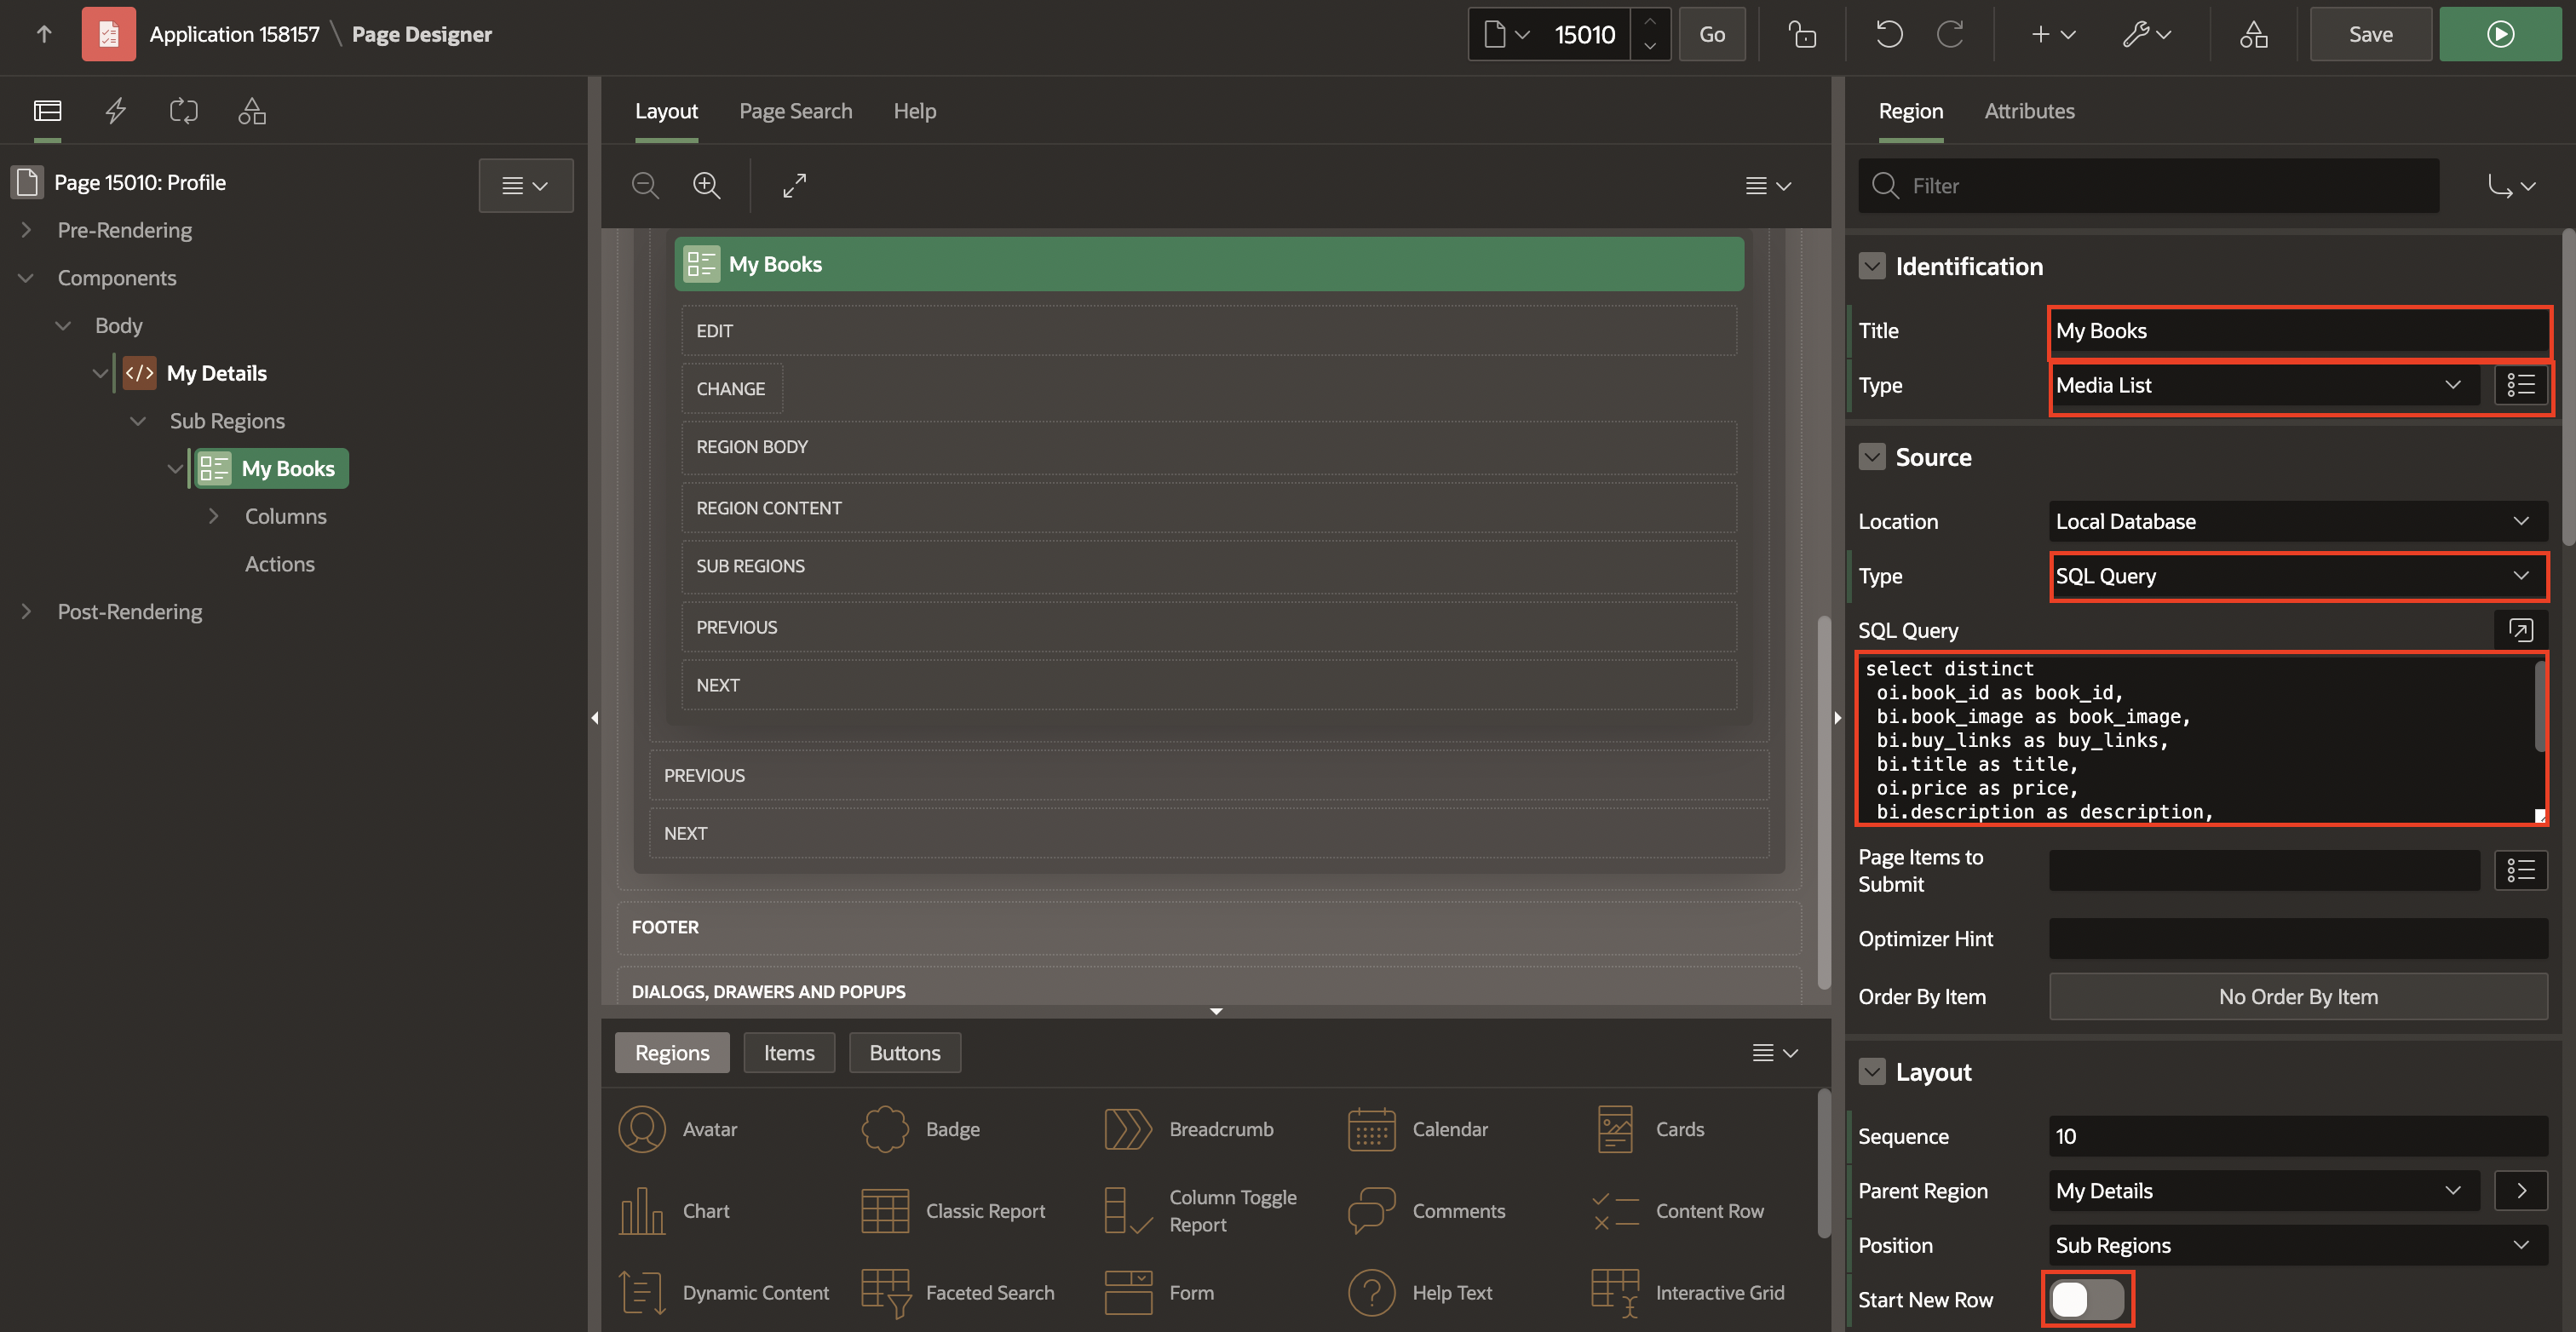 Application 158157 \ Page Designer
15010
Go
Save
Layout
Page Search
Help
Region
Attributes
Page 15010: Profile
Pre-Rendering
Components
Body
</> My Details
Sub Regions
My Books
Columns
Actions
Post-Rendering
My Books
EDIT
CHANGE
REGION BODY
REGION CONTENT
SUB REGIONS
PREVIOUS
NEXT
PREVIOUS
NEXT
FOOTER
DIALOGS, DRAWERS AND POPUPS
Regions
Items
Buttons
Avatar
Badge
Breadcrumb
Calendar
Cards
Chart
Classic Report
Column Toggle
Report
Comments
Content Row
Dynamic Content
Faceted Search
Form
Help Text
Interactive Grid
Filter
Identification
Title
My Books
Type
Media List
Source
Location
Local Database
Type
SQL Query
SQL Query
select distinct
oi.book_id as book_id,
bi.book_image as book_image,
bi.buy_links as buy_links,
bi.title as title,
oi.price as price,
bi.description as description,
Page Items to
Submit
Optimizer Hint
Order By Item
No Order By Item
Layout
Sequence
10
Parent Region
My Details
Position
Sub Regions
Start New Row